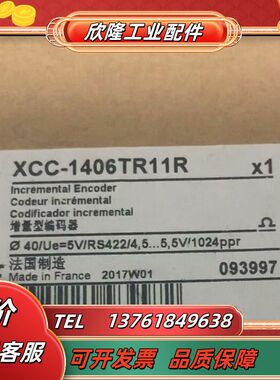 欣隆工业配件
XCC-1406TR11R x1
Incremental Encoder
Codeur incrémental
Codificador incremental
增量型编码器
Ø 40/Ue=5V/RS422/4,5...5,5V/1024ppr
法国制造 093997
Made in France 2017W01
价
客服
TEL 13761849638
可开发票 正品保障